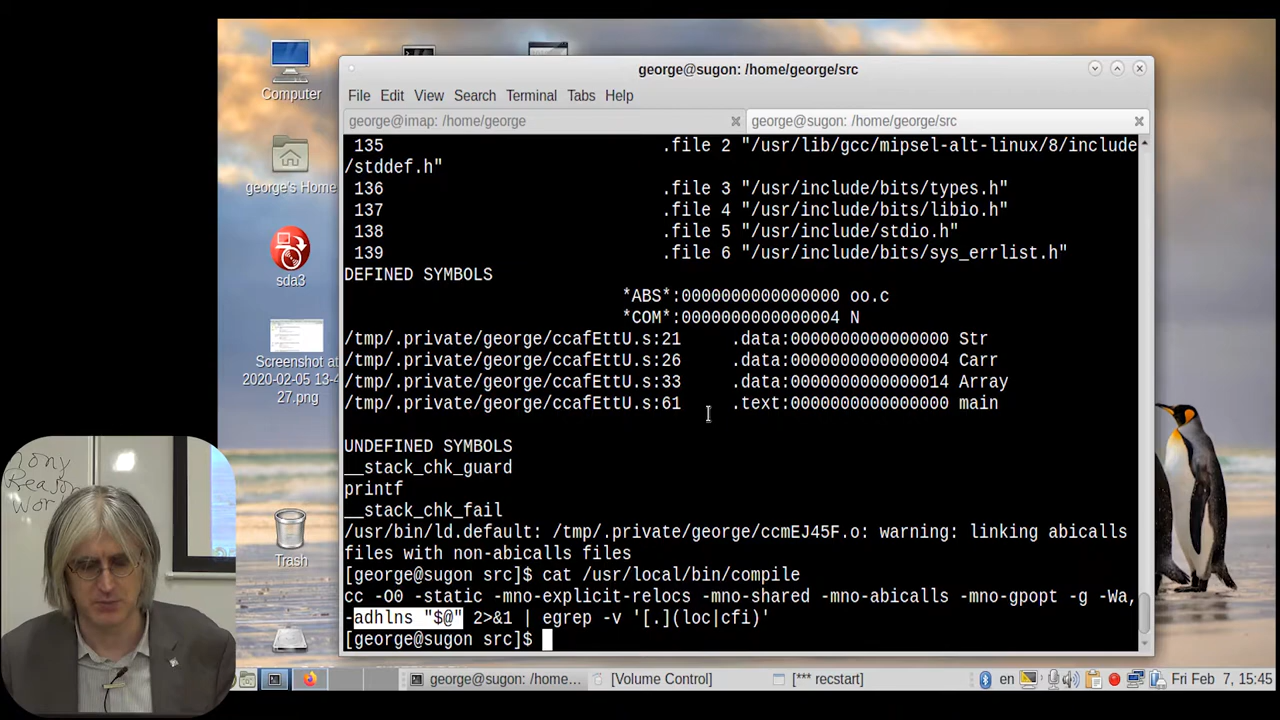 Computer
george's Home
sda3
Screenshot at
2020-02-05 13-4
27.png
Trash
george@sugon: /home/george/src
File Edit View Search Terminal Tabs Help
george@imap: /home/george
george@sugon: /home/george/src
135 .file 2 "/usr/lib/gcc/mipsel-alt-linux/8/include
/stddef.h"
136 .file 3 "/usr/include/bits/types.h"
137 .file 4 "/usr/include/bits/libio.h"
138 .file 5 "/usr/include/stdio.h"
139 .file 6 "/usr/include/bits/sys_errlist.h"
DEFINED SYMBOLS
*ABS*:0000000000000000 oo.c
*COM*:0000000000000004 N
/tmp/.private/george/ccafEttU.s:21 .data:0000000000000000 Str
/tmp/.private/george/ccafEttU.s:26 .data:0000000000000004 Carr
/tmp/.private/george/ccafEttU.s:33 .data:0000000000000014 Array
/tmp/.private/george/ccafEttU.s:61 .text:0000000000000000 main
UNDEFINED SYMBOLS
__stack_chk_guard
printf
__stack_chk_fail
/usr/bin/ld.default: /tmp/.private/george/ccmEJ45F.o: warning: linking abicalls
files with non-abicalls files
[george@sugon src]$ cat /usr/local/bin/compile
cc -O0 -static -mno-explicit-relocs -mno-shared -mno-abicalls -mno-gpopt -g -Wa,
-adhlns "$@" 2>&1 | egrep -v '[.](loc|cfi)'
[george@sugon src]$
george@sugon: /home...
[Volume Control]
[*** recstart]
en
Fri Feb 7, 15:45